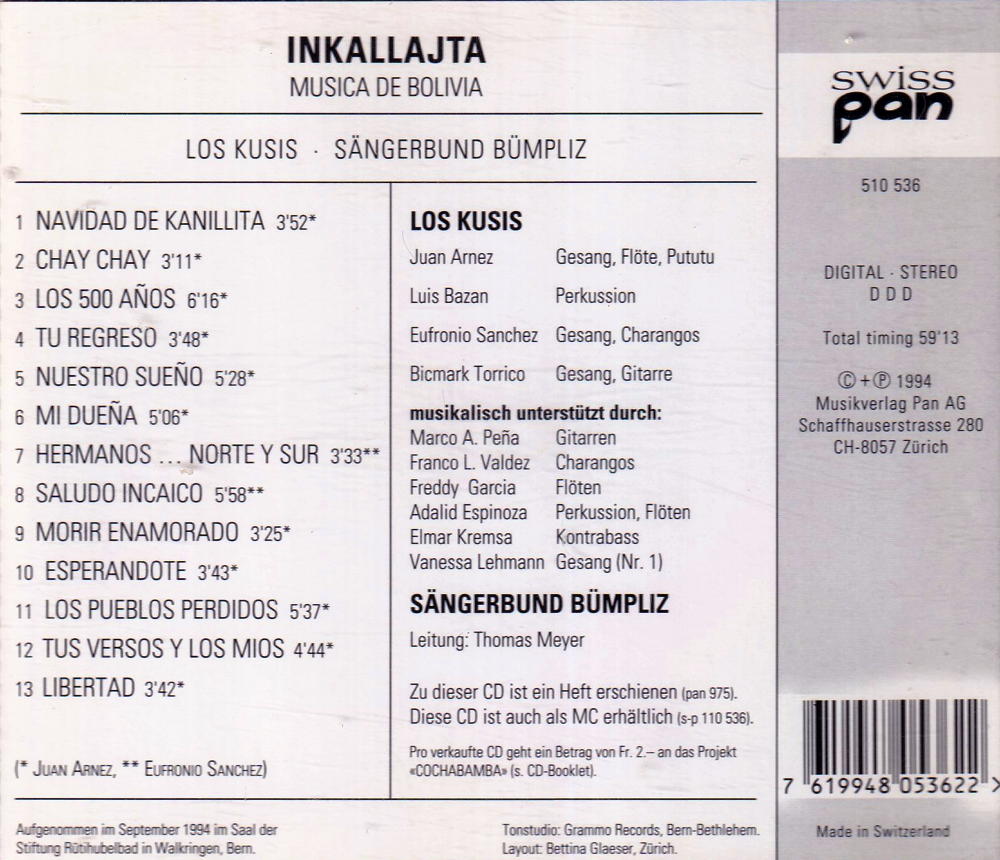 INKALLAJTA
MUSICA DE BOLIVIA
LOS KUSIS · SÄNGERBUND BÜMPLIZ
1 NAVIDAD DE KANILLITA 3'52*
2 CHAY CHAY 3'11*
3 LOS 500 AÑOS 6'16*
4 TU REGRESO 3'48*
5 NUESTRO SUEÑO 5'28*
6 MI DUEÑA 5'06*
7 HERMANOS ... NORTE Y SUR 3'33**
8 SALUDO INCAICO 5'58**
9 MORIR ENAMORADO 3'25*
10 ESPERANDOTE 3'43*
11 LOS PUEBLOS PERDIDOS 5'37*
12 TUS VERSOS Y LOS MIOS 4'44*
13 LIBERTAD 3'42*
(* JUAN ARNEZ, ** EUFRONIO SANCHEZ)
LOS KUSIS
Juan Arnez Gesang, Flöte, Pututu
Luis Bazan Perkussion
Eufronio Sanchez Gesang, Charangos
Bicmark Torrico Gesang, Gitarre
musikalisch unterstützt durch:
Marco A. Peña Gitarren
Franco L. Valdez Charangos
Freddy Garcia Flöten
Adalid Espinoza Perkussion, Flöten
Elmar Kremsa Kontrabass
Vanessa Lehmann Gesang (Nr. 1)
SÄNGERBUND BÜMPLIZ
Leitung: Thomas Meyer
Zu dieser CD ist ein Heft erschienen (pan 975).
Diese CD ist auch als MC erhältlich (s-p 110 536).
Pro verkaufte CD geht ein Betrag von Fr. 2.– an das Projekt
«COCHABAMBA» (s. CD-Booklet).
Aufgenommen im September 1994 im Saal der
Stiftung Rütihubelbad in Walkringen, Bern.
Tonstudio: Grammo Records, Bern-Bethlehem.
Layout: Bettina Glaeser, Zürich.
swiss
pan
510 536
DIGITAL · STEREO
D D D
Total timing 59'13
©+℗ 1994
Musikverlag Pan AG
Schaffhauserstrasse 280
CH-8057 Zürich
7 619948 053622 >
Made in Switzerland